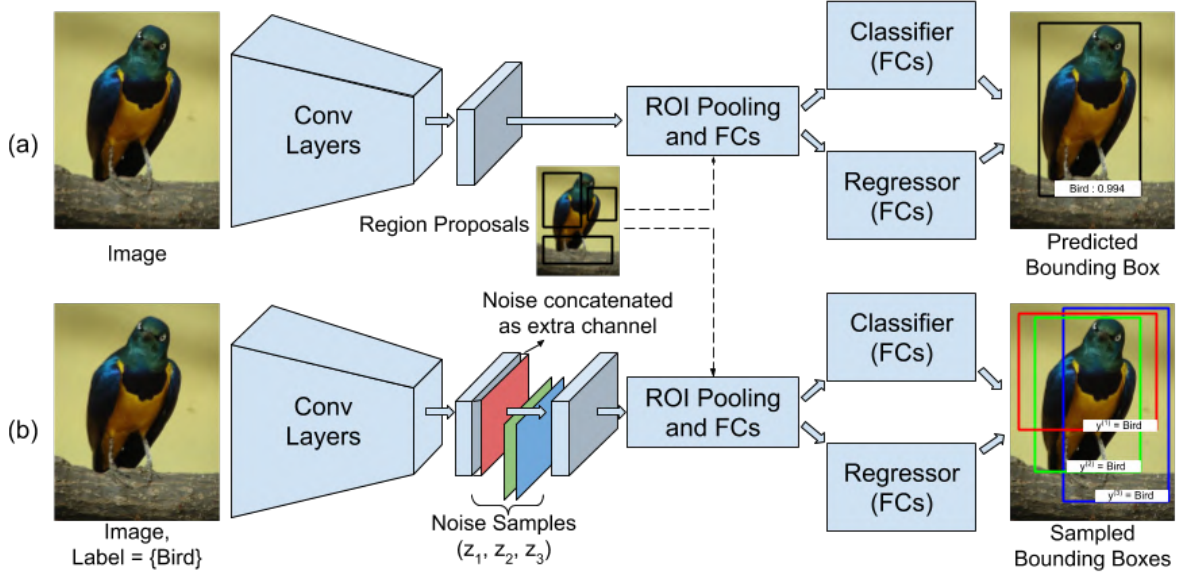 (a)
Image
Conv
Layers
Region Proposals
ROI Pooling
and FCs
Classifier
(FCs)
Regressor
(FCs)
Bird : 0.994
Predicted
Bounding Box
(b)
Image,
Label = {Bird}
Conv
Layers
Noise concatenated
as extra channel
Noise Samples
(z₁, z₂, z₃)
ROI Pooling
and FCs
Classifier
(FCs)
Regressor
(FCs)
y⁽¹⁾ = Bird
y⁽²⁾ = Bird
y⁽³⁾ = Bird
Sampled
Bounding Boxes